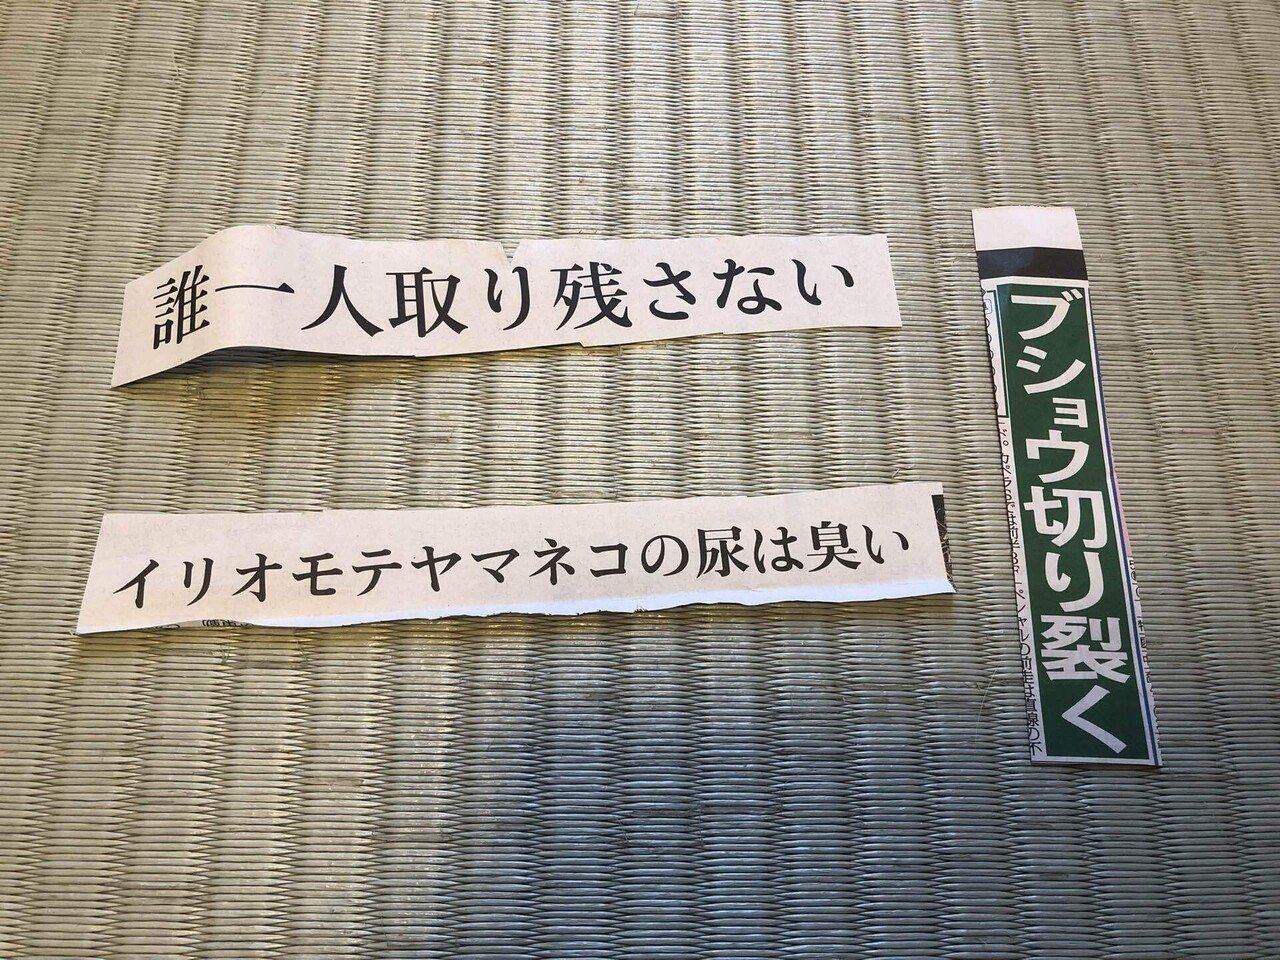 誰一人取り残さない
イリオモテヤマネコの尿は臭い
ブショウ切り裂く